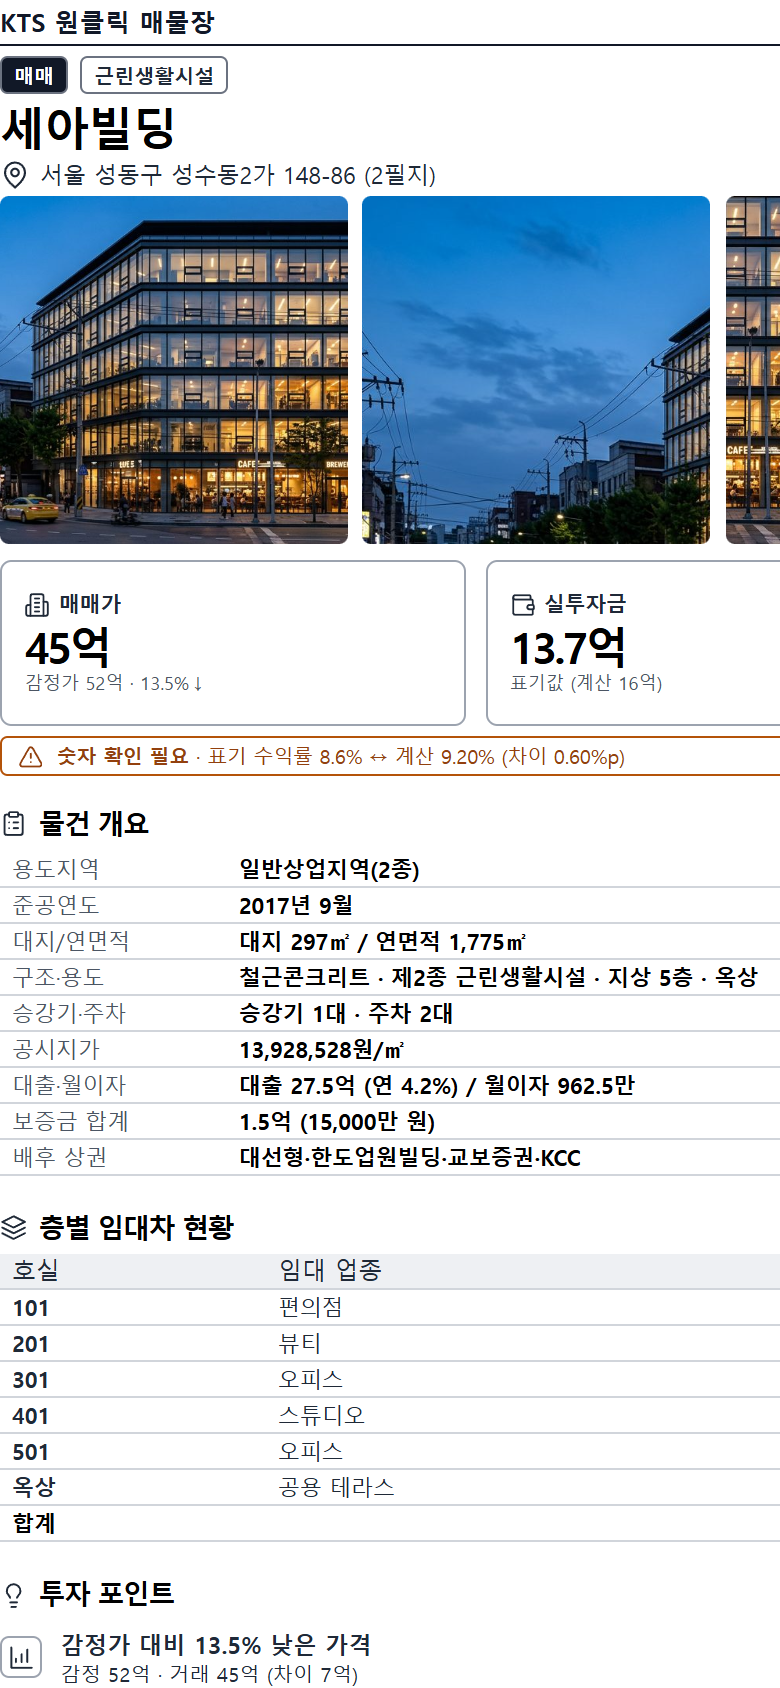 KTS 원클릭 매물장
매매 근린생활시설
세아빌딩
서울 성동구 성수동2가 148-86 (2필지)
CAFE BREWE CAFE
매매가 실투자금
45억 13.7억
감정가 52억 · 13.5%↓ 표기값 (계산 16억)
숫자 확인 필요 · 표기 수익률 8.6% ↔ 계산 9.20% (차이 0.60%p)
물건 개요
용도지역 일반상업지역(2종)
준공연도 2017년 9월
대지/연면적 대지 297㎡ / 연면적 1,775㎡
구조·용도 철근콘크리트 · 제2종 근린생활시설 · 지상 5층 · 옥상
승강기·주차 승강기 1대 · 주차 2대
공시지가 13,928,528원/㎡
대출·월이자 대출 27.5억 (연 4.2%) / 월이자 962.5만
보증금 합계 1.5억 (15,000만 원)
배후 상권 대선형·한도업원빌딩·교보증권·KCC
층별 임대차 현황
호실 임대 업종
101 편의점
201 뷰티
301 오피스
401 스튜디오
501 오피스
옥상 공용 테라스
합계
투자 포인트
감정가 대비 13.5% 낮은 가격
감정 52억 · 거래 45억 (차이 7억)